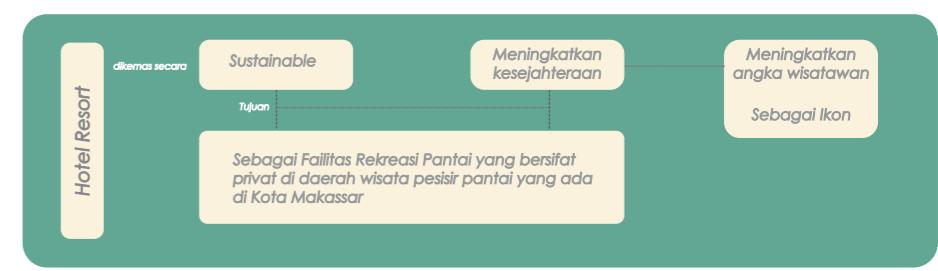 Hotel Resort
dikemas secara
Sustainable
Tujuan
Meningkatkan
kesejahteraan
Meningkatkan
angka wisatawan
Sebagai Ikon
Sebagai Failitas Rekreasi Pantai yang bersifat
privat di daerah wisata pesisir pantai yang ada
di Kota Makassar